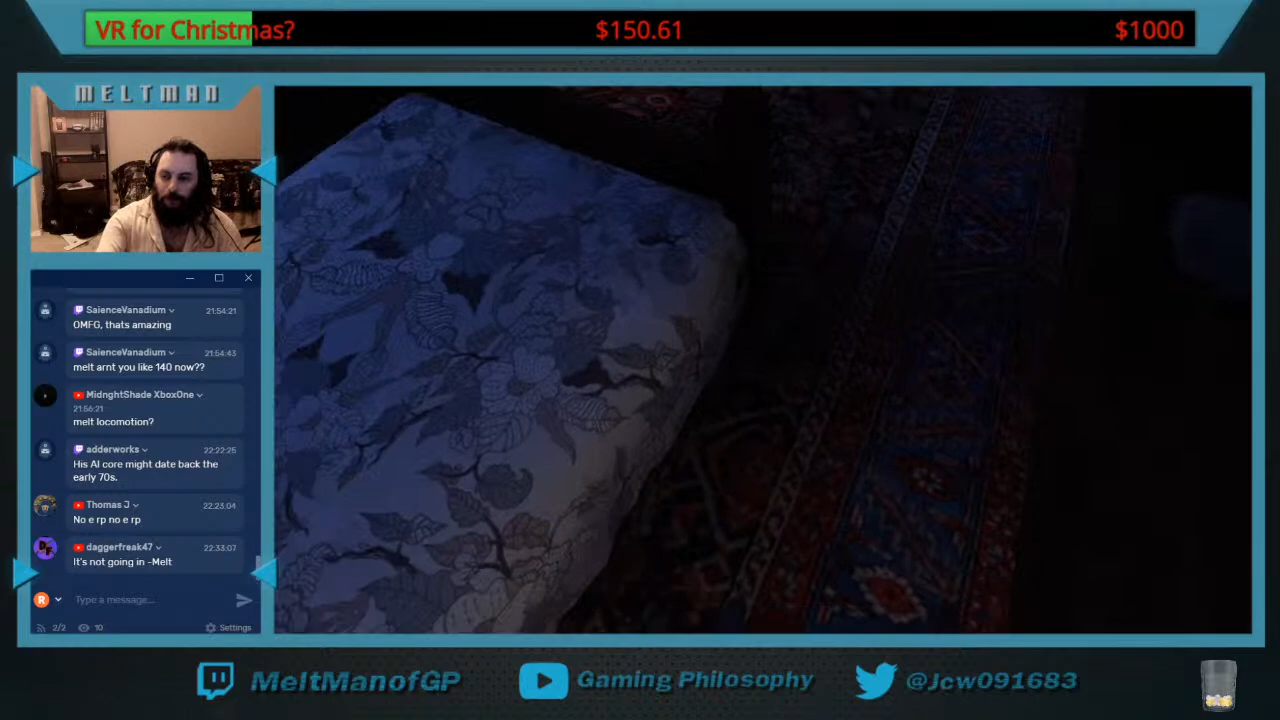 VR for Christmas? $150.61 $1000
MELTMAN
SaienceVanadium 21:54:21
OMFG, thats amazing
SaienceVanadium 21:54:43
melt arnt you like 140 now??
MidnghtShade XboxOne
21:56:21
melt locomotion?
adderworks 22:22:25
His AI core might date back the
early 70s.
Thomas J 22:23:04
No e rp no e rp
daggerfreak47 22:33:07
It's not going in -Melt
R Type a message...
2/2 10 Settings
MeltManofGP Gaming Philosophy @Jcw091683